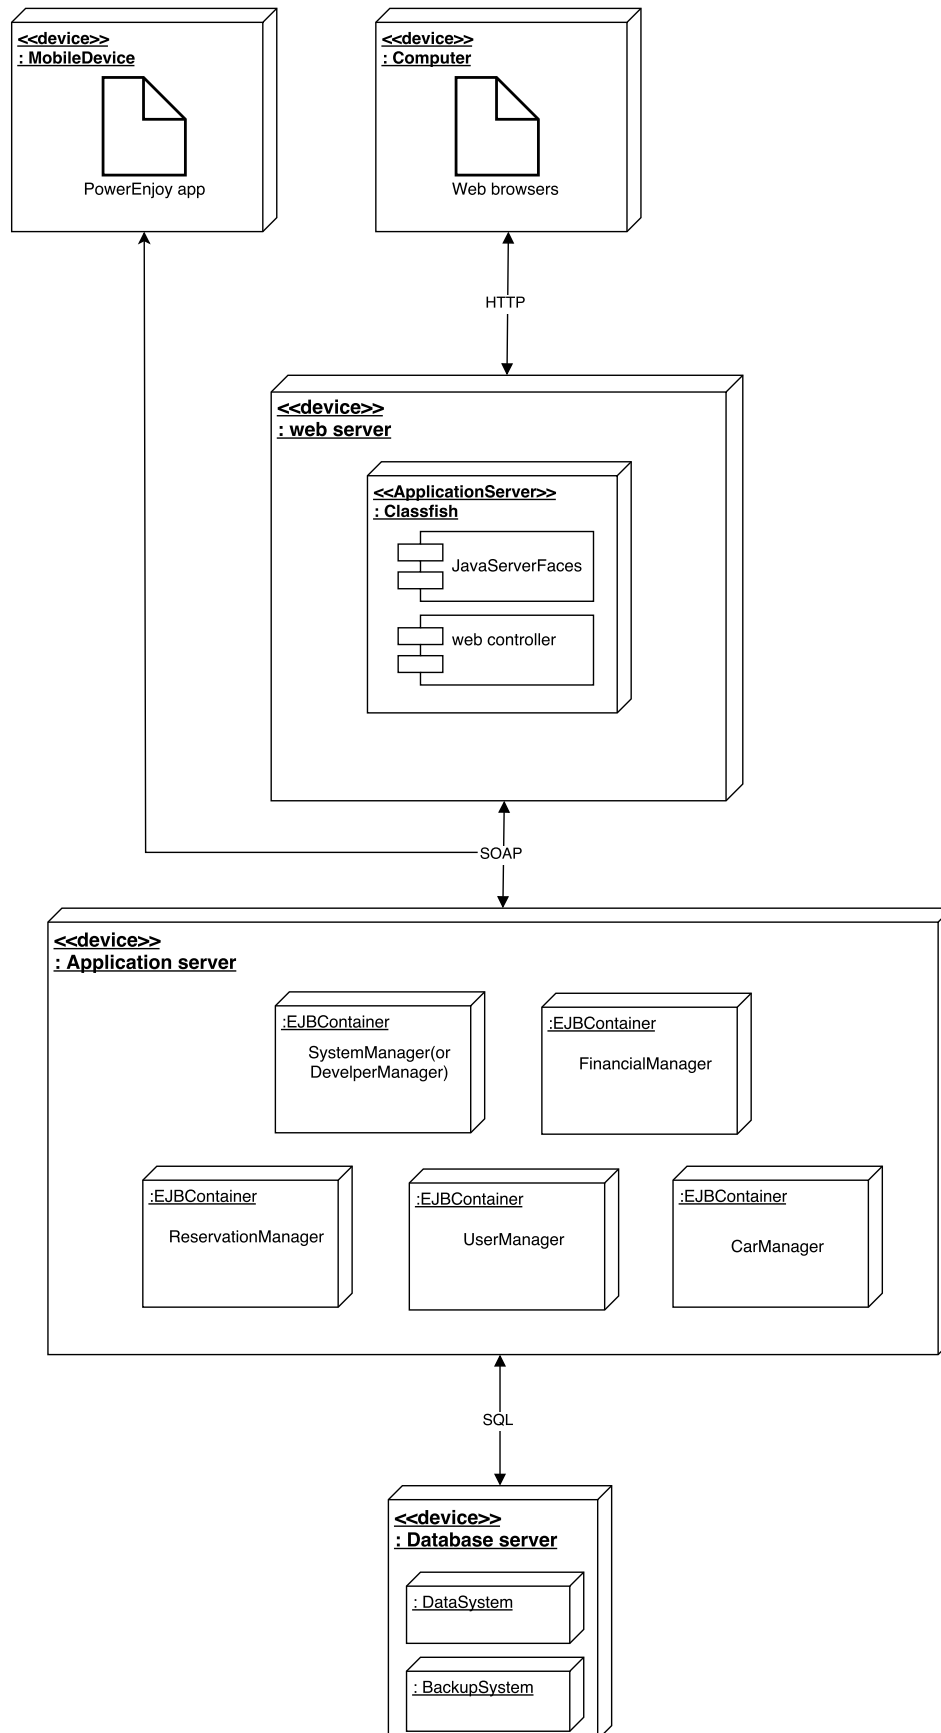 <<device>>
: MobileDevice
PowerEnjoy app
<<device>>
: Computer
Web browsers
HTTP
<<device>>
: web server
<<ApplicationServer>>
: Classfish
JavaServerFaces
web controller
SOAP
<<device>>
: Application server
:EJBContainer
SystemManager(or
DevelperManager)
:EJBContainer
FinancialManager
:EJBContainer
ReservationManager
:EJBContainer
UserManager
:EJBContainer
CarManager
SQL
<<device>>
: Database server
: DataSystem
: BackupSystem